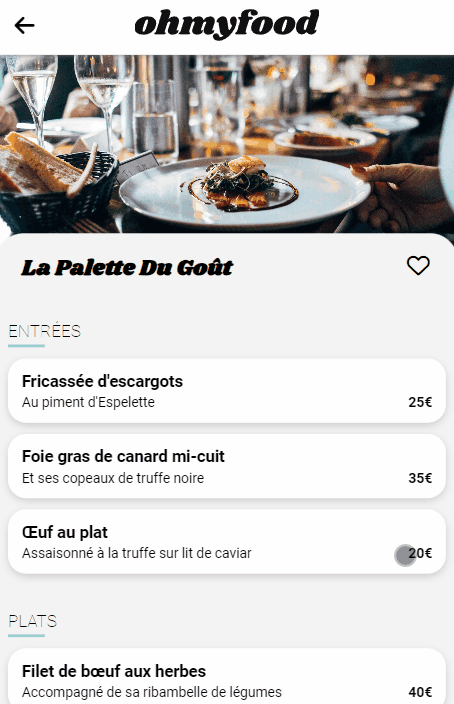 ohmyfood
La Palette Du Goût
ENTRÉES
Fricassée d'escargots
Au piment d'Espelette
25€
Foie gras de canard mi-cuit
Et ses copeaux de truffe noire
35€
Œuf au plat
Assaisonné à la truffe sur lit de caviar
20€
PLATS
Filet de bœuf aux herbes
Accompagné de sa ribambelle de légumes
40€